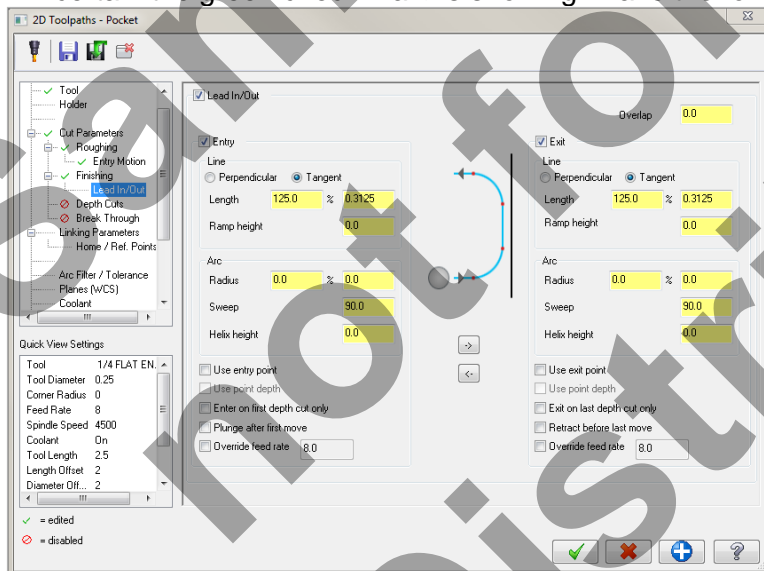 2D Toolpaths - Pocket
Tool
Holder
Cut Parameters
Roughing
Entry Motion
Finishing
Lead In/Out
Depth Cuts
Break Through
Linking Parameters
Home / Ref. Points
Arc Filter / Tolerance
Planes (WCS)
Coolant
Quick View Settings
Tool 1/4 FLAT EN...
Tool Diameter 0.25
Corner Radius 0
Feed Rate 8
Spindle Speed 4500
Coolant On
Tool Length 2.5
Length Offset 2
Diameter Off... 2
= edited
= disabled
Lead In/Out
Overlap 0.0
Entry
Line
Perpendicular Tangent
Length 125.0 % 0.3125
Ramp height 0.0
Arc
Radius 0.0 % 0.0
Sweep 90.0
Helix height 0.0
Use entry point
Use point depth
Enter on first depth cut only
Plunge after first move
Override feed rate 8.0
Exit
Line
Perpendicular Tangent
Length 125.0 % 0.3125
Ramp height 0.0
Arc
Radius 0.0 % 0.0
Sweep 90.0
Helix height 0.0
Use exit point
Use point depth
Exit on last depth cut only
Retract before last move
Override feed rate 8.0